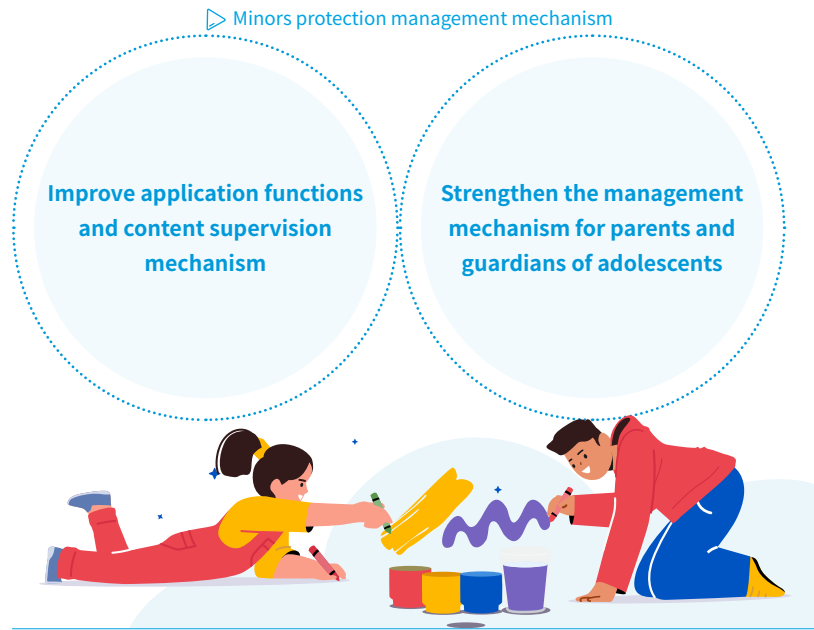 Minors protection management mechanism
Improve application functions
and content supervision
mechanism
Strengthen the management
mechanism for parents and
guardians of adolescents